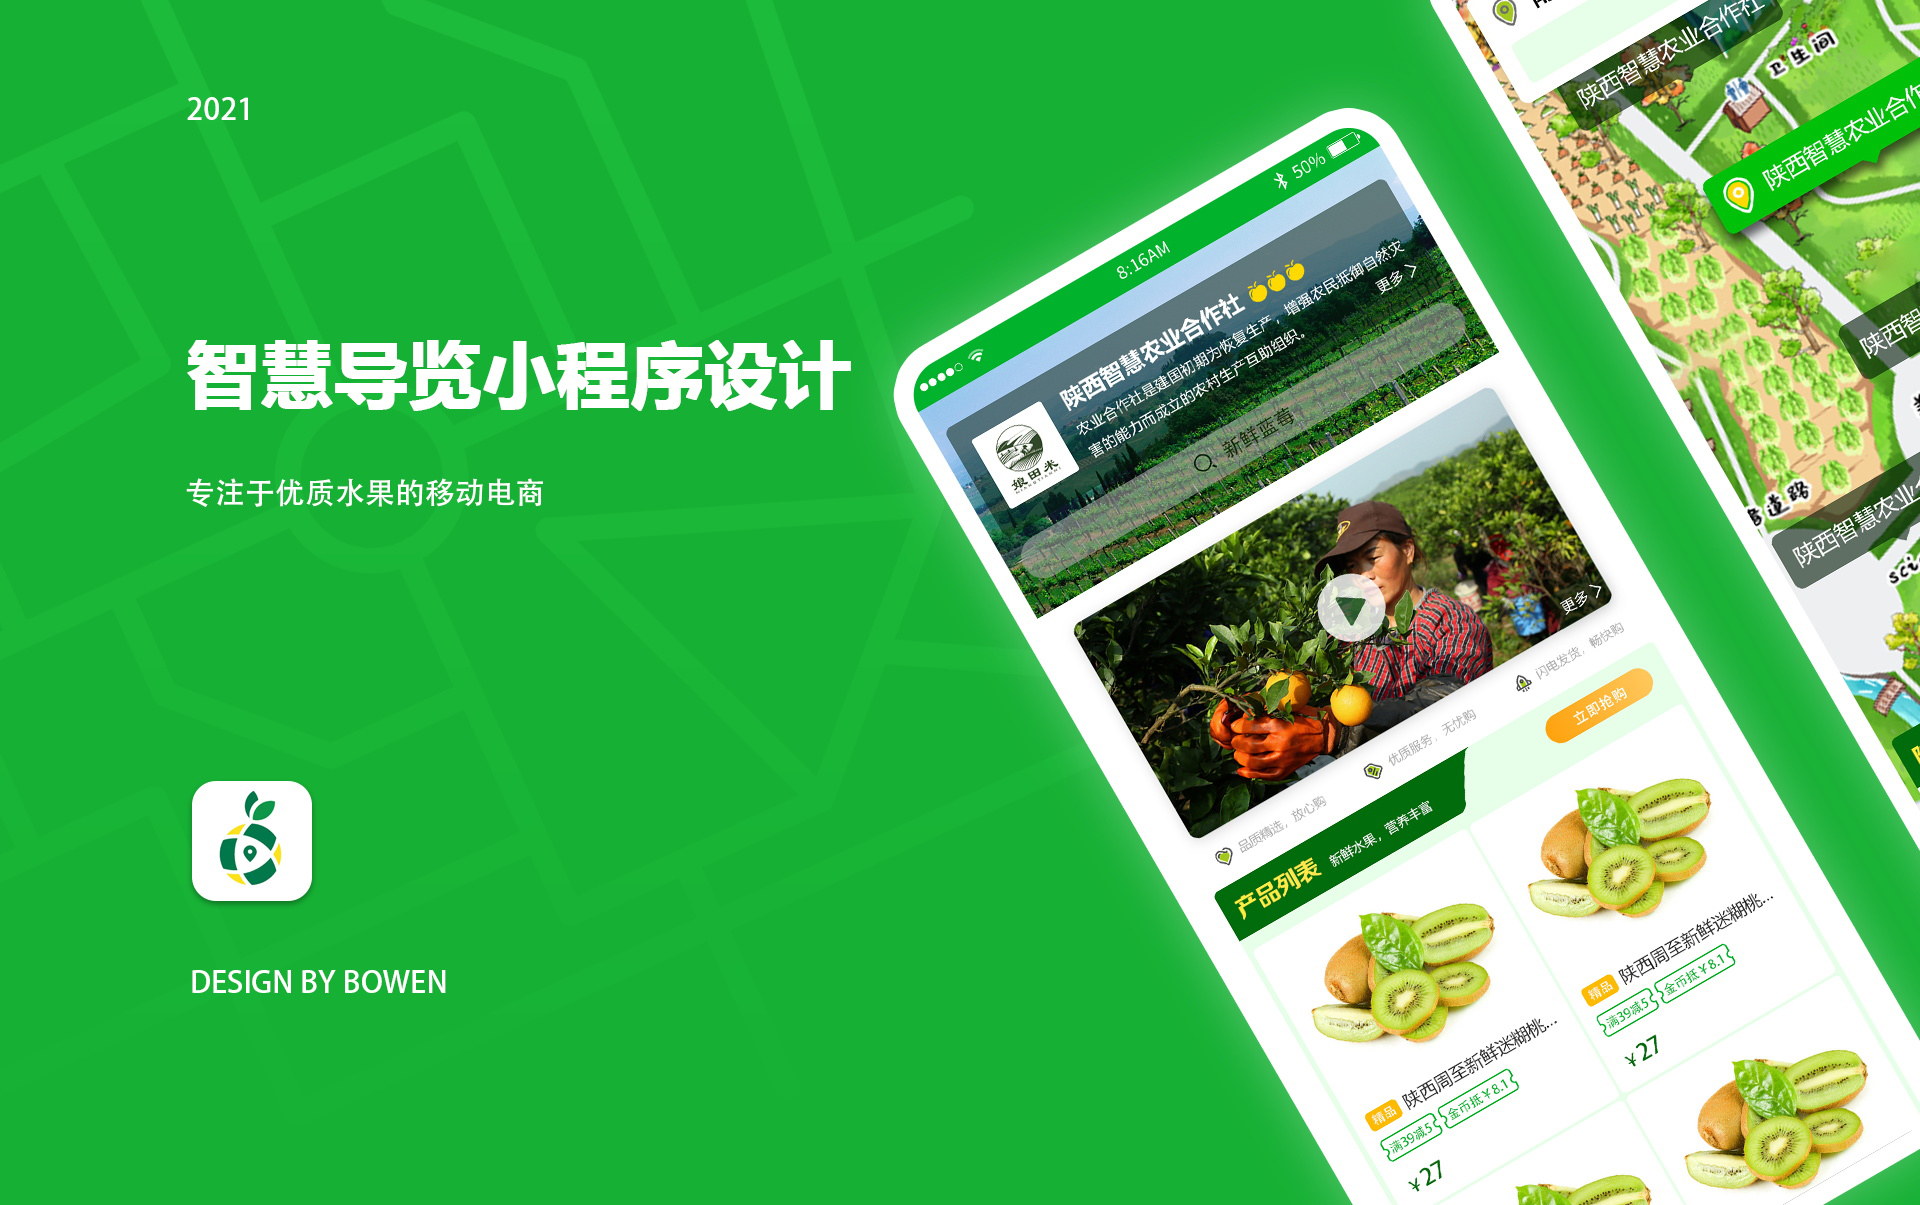 2021
智慧导览小程序设计
专注于优质水果的移动电商
DESIGN BY BOWEN
8:16AM
50%
陕西智慧农业合作社
农业合作社是建国初期为恢复生产，增强农民抵御自然灾
害的能力而成立的农村生产互助组织。
更多
娘田米
新鲜蓝莓
更多
品质精选，放心购
优质服务，无忧购
闪电发货，畅快购
产品列表
新鲜水果，营养丰富
立即抢购
精品 陕西周至新鲜迷糊桃...
满39减5 金币抵￥8.1
￥27
精品 陕西周至新鲜迷糊桃...
满39减5 金币抵￥8.1
￥27
陕西智慧农业合作社
卫生间
陕西智慧农业合作
陕西智
道路
陕西智慧农业